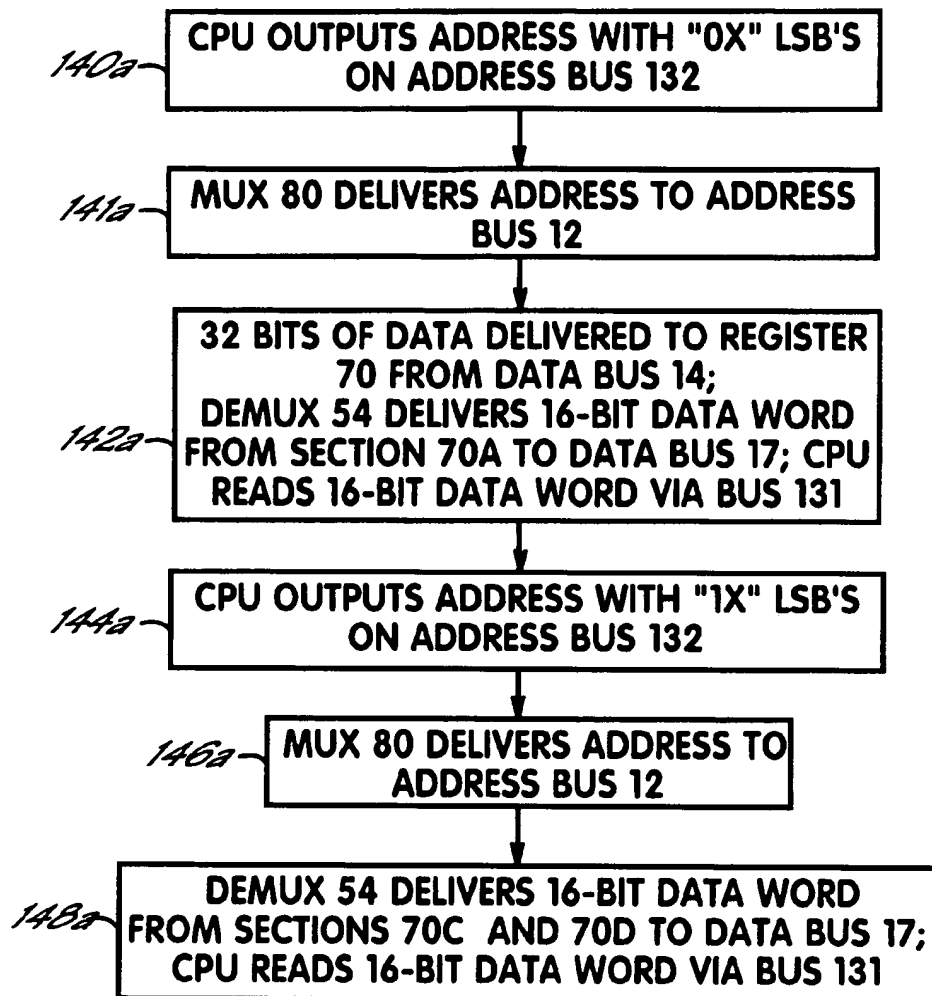 CPU OUTPUTS ADDRESS WITH "0X" LSB'S
ON ADDRESS BUS 132
140a
MUX 80 DELIVERS ADDRESS TO ADDRESS
BUS 12
141a
32 BITS OF DATA DELIVERED TO REGISTER
70 FROM DATA BUS 14;
DEMUX 54 DELIVERS 16-BIT DATA WORD
FROM SECTION 70A TO DATA BUS 17; CPU
READS 16-BIT DATA WORD VIA BUS 131
142a
CPU OUTPUTS ADDRESS WITH "1X" LSB'S
ON ADDRESS BUS 132
144a
MUX 80 DELIVERS ADDRESS TO
ADDRESS BUS 12
146a
DEMUX 54 DELIVERS 16-BIT DATA WORD
FROM SECTIONS 70C AND 70D TO DATA BUS 17;
CPU READS 16-BIT DATA WORD VIA BUS 131
148a